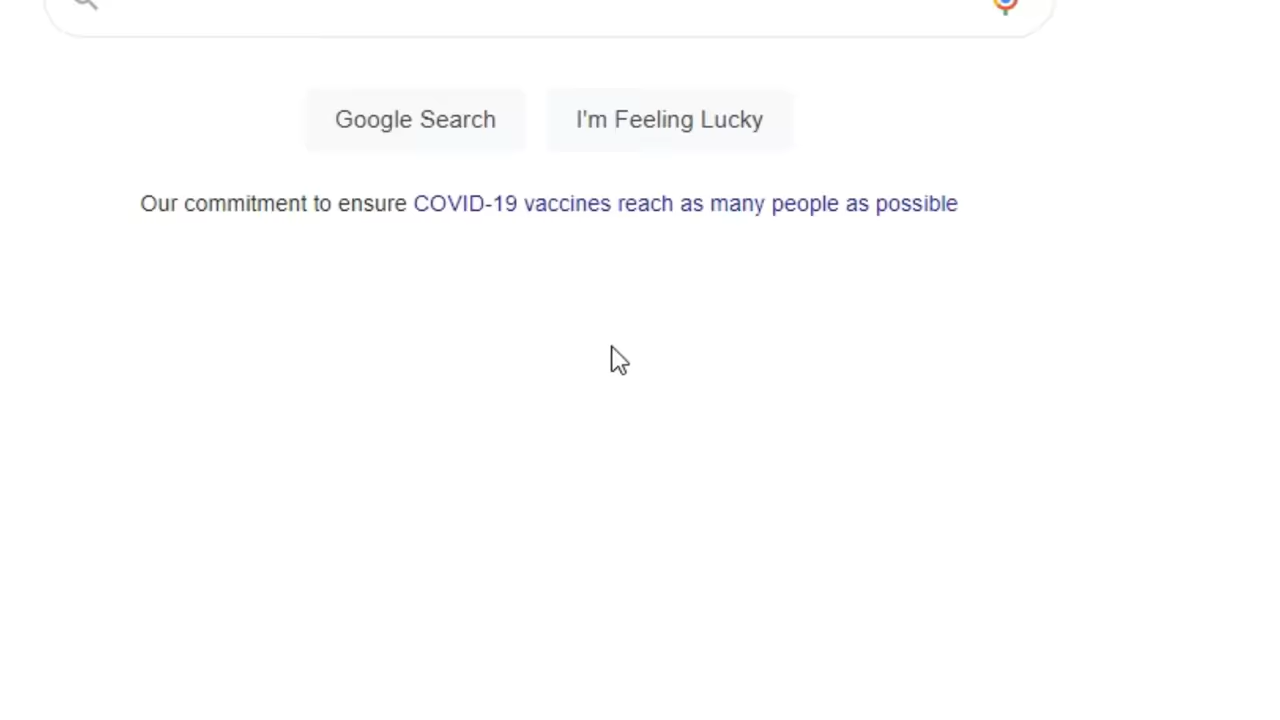 Google Search
I'm Feeling Lucky
Our commitment to ensure COVID-19 vaccines reach as many people as possible